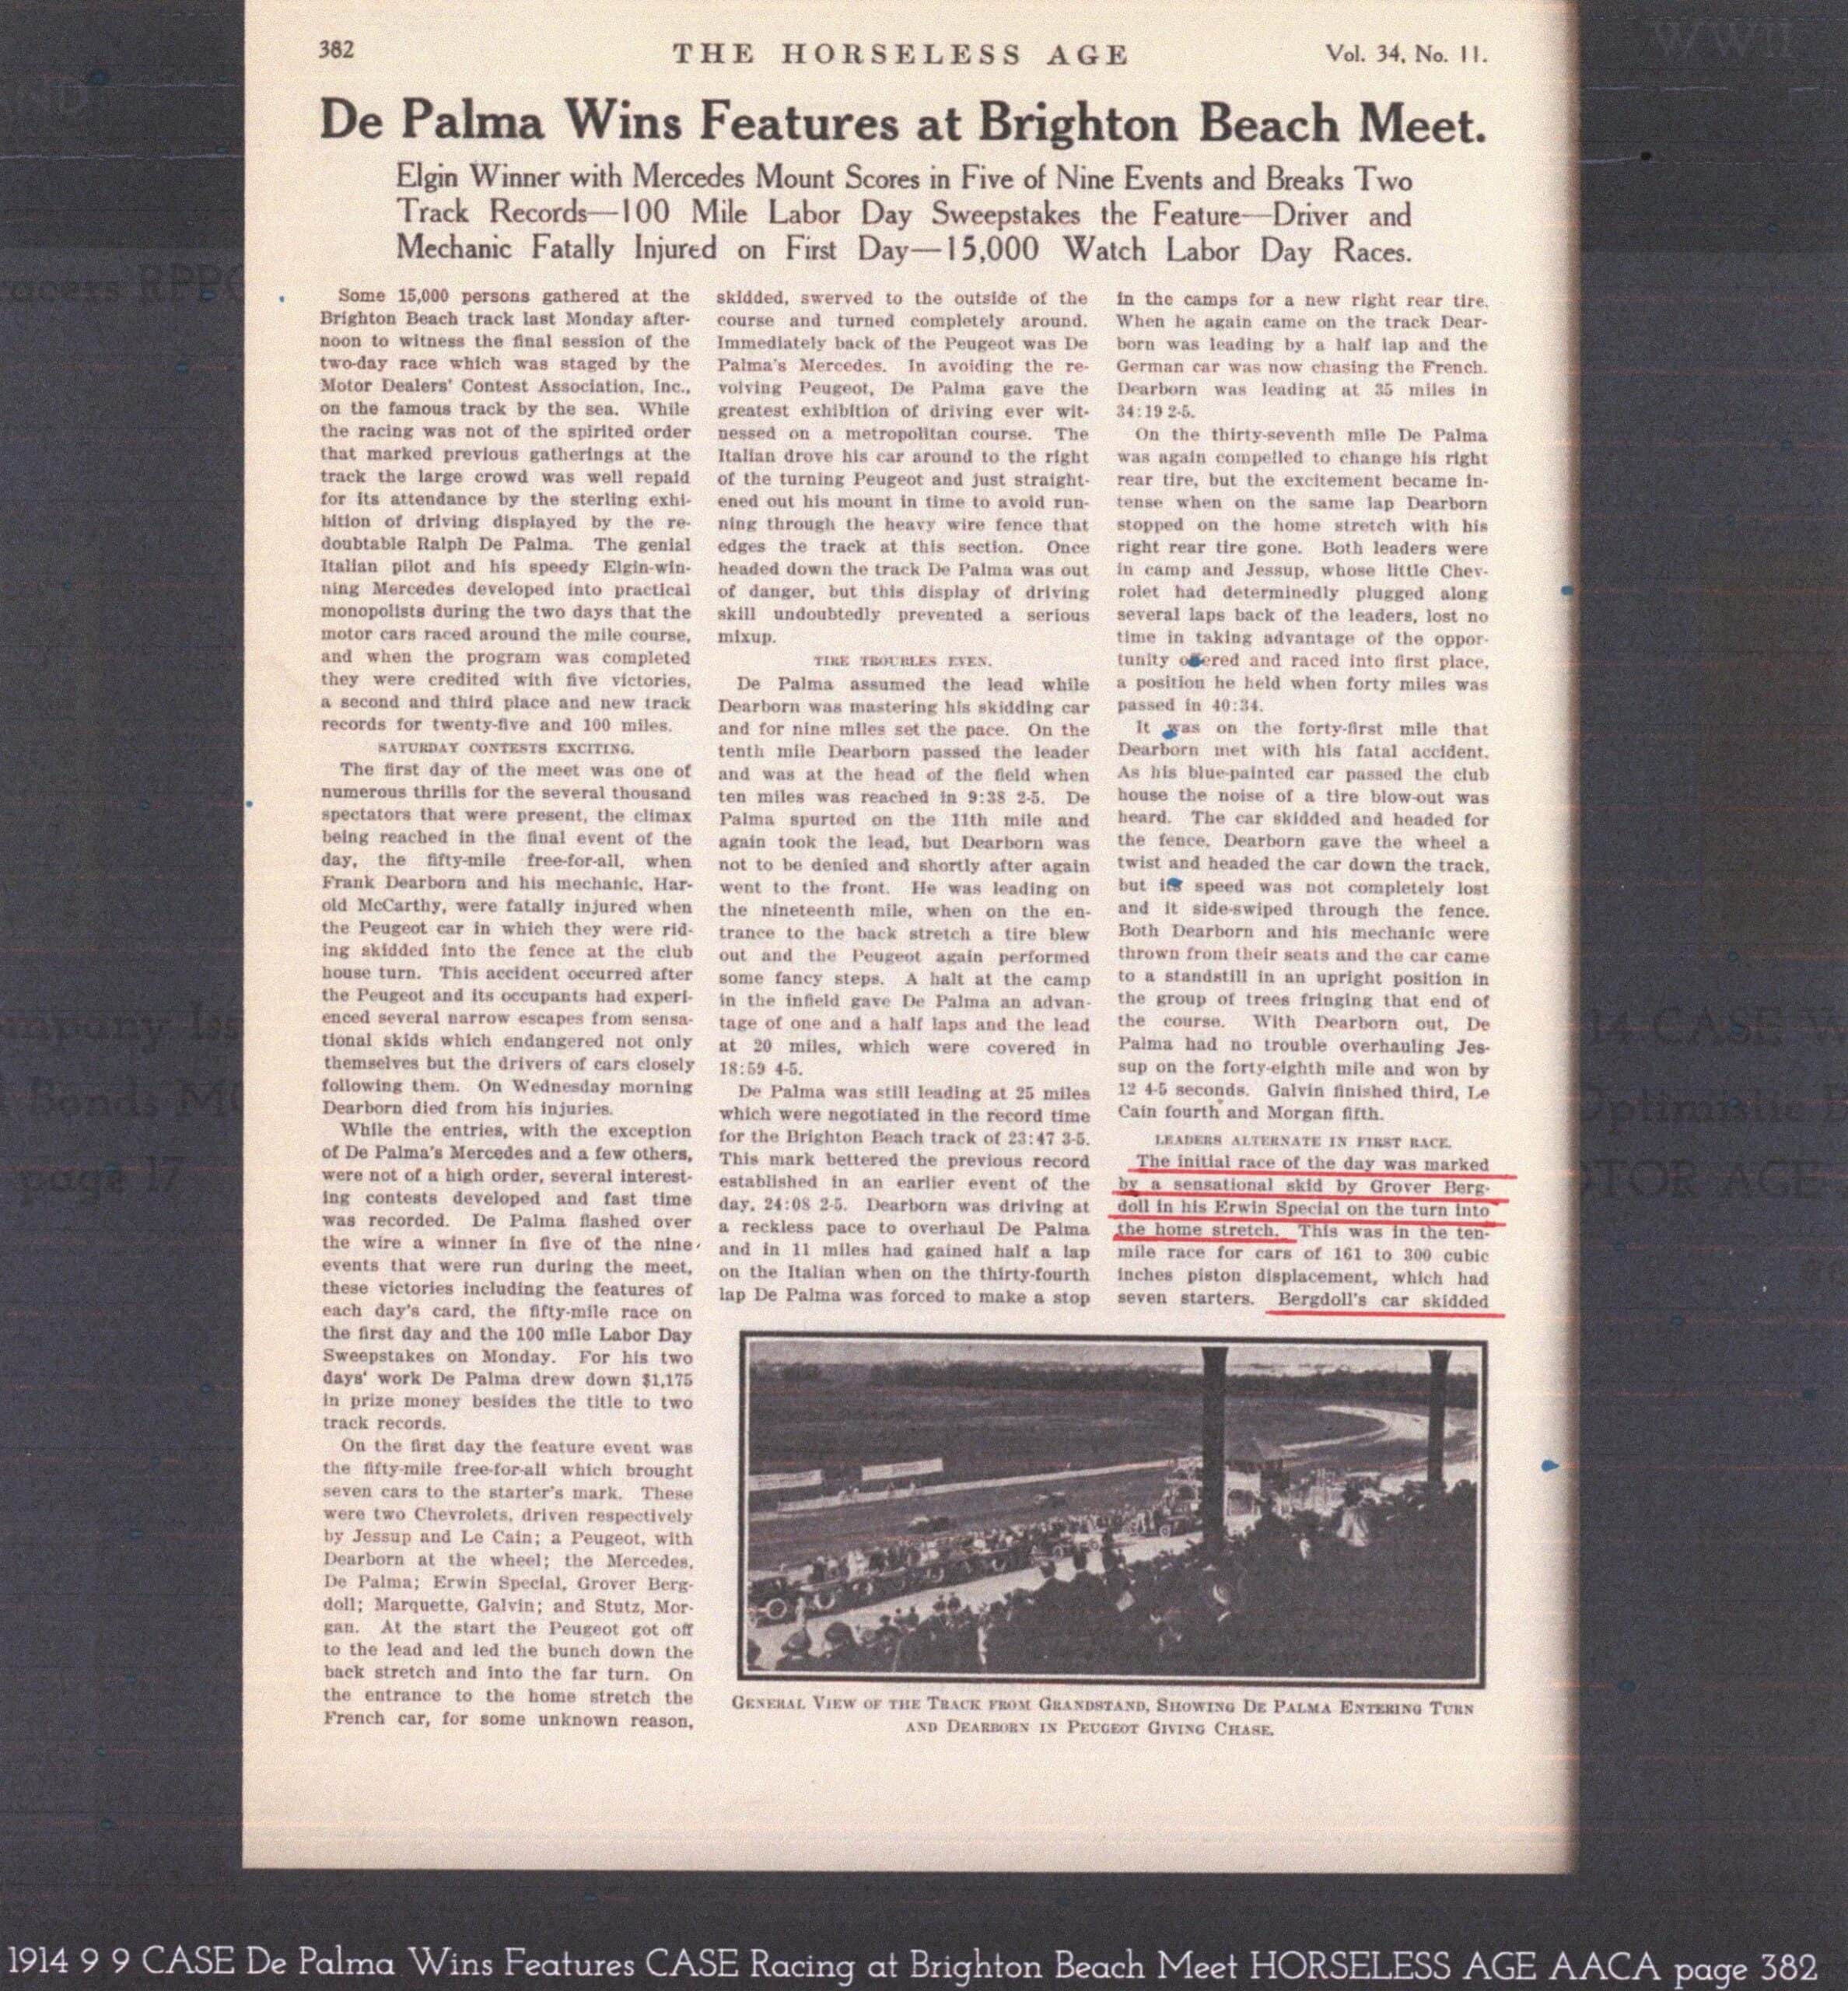 382
THE HORSELESS AGE
Vol. 34, No. 11.
De Palma Wins Features at Brighton Beach Meet.
Elgin Winner with Mercedes Mount Scores in Five of Nine Events and Breaks Two
Track Records—100 Mile Labor Day Sweepstakes the Feature—Driver and
Mechanic Fatally Injured on First Day—15,000 Watch Labor Day Races.
Some 15,000 persons gathered at the
Brighton Beach track last Monday after-
noon to witness the final session of the
two-day race which was staged by the
Motor Dealers' Contest Association, Inc.,
on the famous track by the sea. While
the racing was not of the spirited order
that marked previous gatherings at the
track the large crowd was well repaid
for its attendance by the sterling exhi-
bition of driving displayed by the re-
doubtable Ralph De Palma. The genial
Italian pilot and his speedy Elgin-win-
ning Mercedes developed into practical
monopolists during the two days that the
motor cars raced around the mile course,
and when the program was completed
they were credited with five victories,
a second and third place and new track
records for twenty-five and 100 miles.
SATURDAY CONTESTS EXCITING.
The first day of the meet was one of
numerous thrills for the several thousand
spectators that were present, the climax
being reached in the final event of the
day, the fifty-mile free-for-all, when
Frank Dearborn and his mechanic, Har-
old McCarthy, were fatally injured when
the Peugeot car in which they were rid-
ing skidded into the fence at the club
house turn. This accident occurred after
the Peugeot and its occupants had experi-
enced several narrow escapes from sensa-
tional skids which endangered not only
themselves but the drivers of cars closely
following them. On Wednesday morning
Dearborn died from his injuries.
While the entries, with the exception
of De Palma's Mercedes and a few others,
were not of a high order, several interest-
ing contests developed and fast time
was recorded. De Palma flashed over
the wire a winner in five of the nine
events that were run during the meet,
these victories including the features of
each day's card, the fifty-mile race on
the first day and the 100 mile Labor Day
Sweepstakes on Monday. For his two
days' work De Palma drew down $1,175
in prize money besides the title to two
track records.
On the first day the feature event was
the fifty-mile free-for-all which brought
seven cars to the starter's mark. These
were two Chevrolets, driven respectively
by Jessup and Le Cain; a Peugeot, with
Dearborn at the wheel; the Mercedes,
De Palma; Erwin Special, Grover Berg-
doll; Marquette, Galvin; and Stutz, Mor-
gan. At the start the Peugeot got off
to the lead and led the bunch down the
back stretch and into the far turn. On
the entrance to the home stretch the
French car, for some unknown reason,
skidded, swerved to the outside of the
course and turned completely around.
Immediately back of the Peugeot was De
Palma's Mercedes. In avoiding the re-
volving Peugeot, De Palma gave the
greatest exhibition of driving ever wit-
nessed on a metropolitan course. The
Italian drove his car around to the right
of the turning Peugeot and just straight-
ened out his mount in time to avoid run-
ning through the heavy wire fence that
edges the track at this section. Once
headed down the track De Palma was out
of danger, but this display of driving
skill undoubtedly prevented a serious
mixup.
TIRE TROUBLES EVEN.
De Palma assumed the lead while
Dearborn was mastering his skidding car
and for nine miles set the pace. On the
tenth mile Dearborn passed the leader
and was at the head of the field when
ten miles was reached in 9:38 2-5. De
Palma spurted on the 11th mile and
again took the lead, but Dearborn was
not to be denied and shortly after again
went to the front. He was leading on
the nineteenth mile, when on the en-
trance to the back stretch a tire blew
out and the Peugeot again performed
some fancy steps. A halt at the camp
in the infield gave De Palma an advan-
tage of one and a half laps and the lead
at 20 miles, which were covered in
18:59 4-5.
De Palma was still leading at 25 miles
which were negotiated in the record time
for the Brighton Beach track of 23:47 3-5.
This mark bettered the previous record
established in an earlier event of the
day, 24:08 2-5. Dearborn was driving at
a reckless pace to overhaul De Palma
and in 11 miles had gained half a lap
on the Italian when on the thirty-fourth
lap De Palma was forced to make a stop
in the camps for a new right rear tire.
When he again came on the track Dear-
born was leading by a half lap and the
German car was now chasing the French.
Dearborn was leading at 35 miles in
34:19 2-5.
On the thirty-seventh mile De Palma
was again compelled to change his right
rear tire, but the excitement became in-
tense when on the same lap Dearborn
stopped on the home stretch with his
right rear tire gone. Both leaders were
in camp and Jessup, whose little Chev-
rolet had determinedly plugged along
several laps back of the leaders, lost no
time in taking advantage of the oppor-
tunity offered and raced into first place,
a position he held when forty miles was
passed in 40:34.
It was on the forty-first mile that
Dearborn met with his fatal accident.
As his blue-painted car passed the club
house the noise of a tire blow-out was
heard. The car skidded and headed for
the fence. Dearborn gave the wheel a
twist and headed the car down the track,
but its speed was not completely lost
and it side-swiped through the fence.
Both Dearborn and his mechanic were
thrown from their seats and the car came
to a standstill in an upright position in
the group of trees fringing that end of
the course. With Dearborn out, De
Palma had no trouble overhauling Jes-
sup on the forty-eighth mile and won by
12 4-5 seconds. Galvin finished third, Le
Cain fourth and Morgan fifth.
LEADERS ALTERNATE IN FIRST RACE.
The initial race of the day was marked
by a sensational skid by Grover Berg-
doll in his Erwin Special on the turn into
the home stretch. This was in the ten-
mile race for cars of 161 to 300 cubic
inches piston displacement, which had
seven starters. Bergdoll's car skidded
GENERAL VIEW OF THE TRACK FROM GRANDSTAND, SHOWING DE PALMA ENTERING TURN
AND DEARBORN IN PEUGEOT GIVING CHASE.
1914 9 9 CASE De Palma Wins Features CASE Racing at Brighton Beach Meet HORSELESS AGE AACA page 382